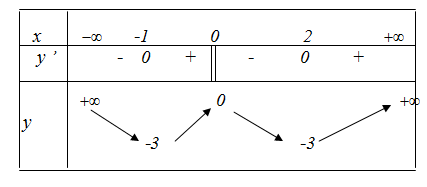 x −∞ -1 0 2 +∞
y ’ - 0 + - 0 +
+∞ 0 +∞
y
-3 -3